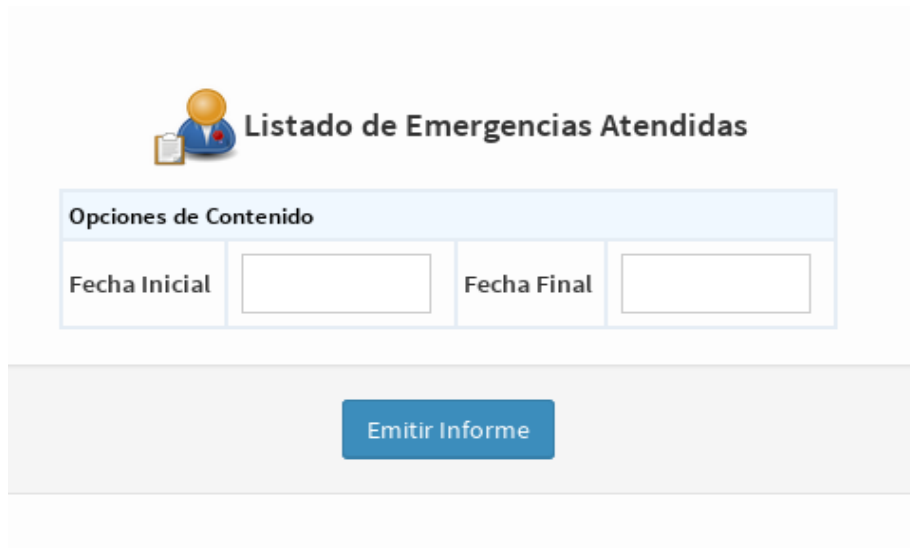 Listado de Emergencias Atendidas
Opciones de Contenido
Fecha Inicial Fecha Final
Emitir Informe